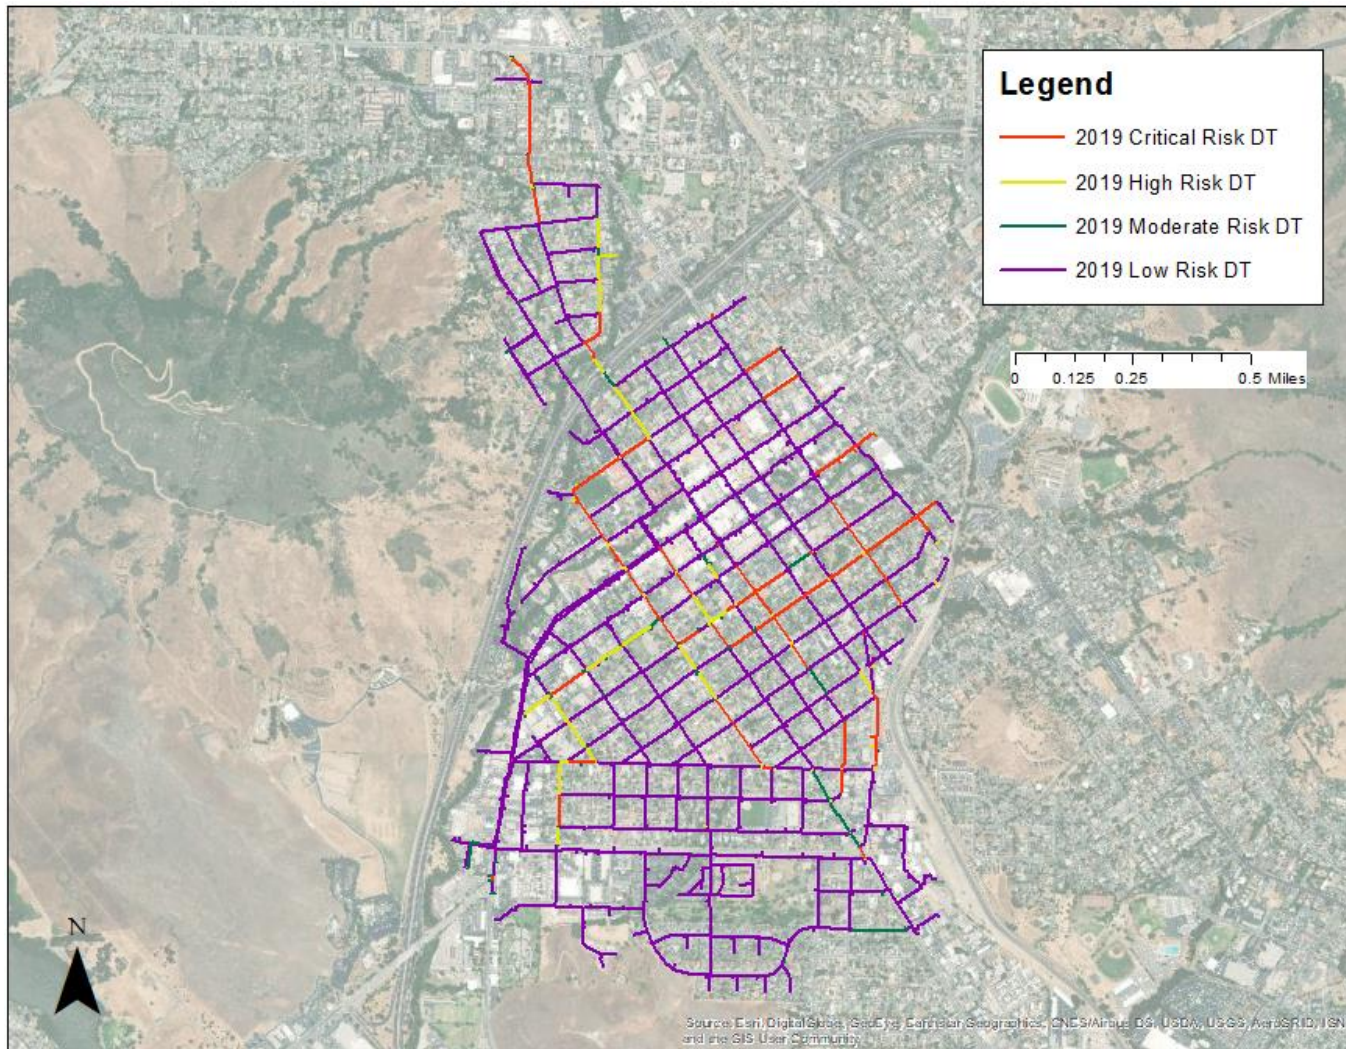 Legend
2019 Critical Risk DT
2019 High Risk DT
2019 Moderate Risk DT
2019 Low Risk DT
0 0.125 0.25 0.5 Miles
N
Source: Esri, DigitalGlobe, GeoEye, Earthstar Geographics, CNES/Airbus DS, USDA, USGS, AeroGRID, IGN
and the GIS User Community